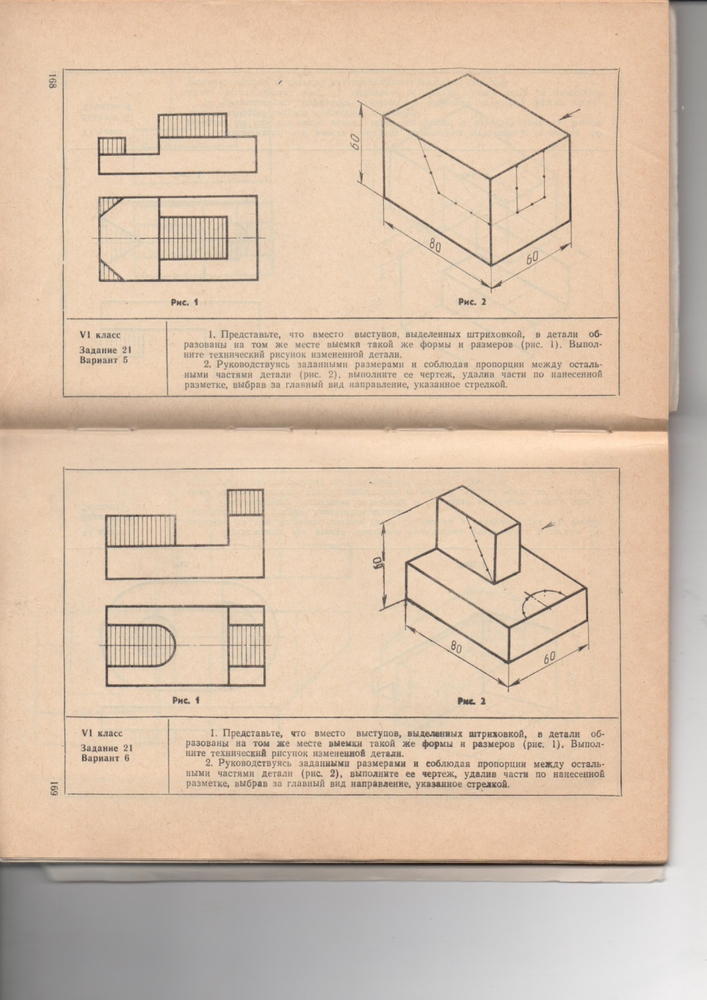 168
60
80
60
Рис. 1
Рис. 2
VI класс
Задание 21
Вариант 5
1. Представьте, что вместо выступов, выделенных штриховкой, в детали об-
разованы на том же месте выемки такой же формы и размеров (рис. 1). Выпол-
ните технический рисунок измененной детали.
2. Руководствуясь заданными размерами и соблюдая пропорции между осталь-
ными частями детали (рис. 2), выполните ее чертеж, удалив части по нанесенной
разметке, выбрав за главный вид направление, указанное стрелкой.
60
80
60
Рис. 1
Рис. 2
VI класс
Задание 21
Вариант 6
1. Представьте, что вместо выступов, выделенных штриховкой, в детали об-
разованы на том же месте выемки такой же формы и размеров (рис. 1). Выпол-
ните технический рисунок измененной детали.
2. Руководствуясь заданными размерами и соблюдая пропорции между осталь-
ными частями детали (рис. 2), выполните ее чертеж, удалив части по нанесенной
разметке, выбрав за главный вид направление, указанное стрелкой.
169